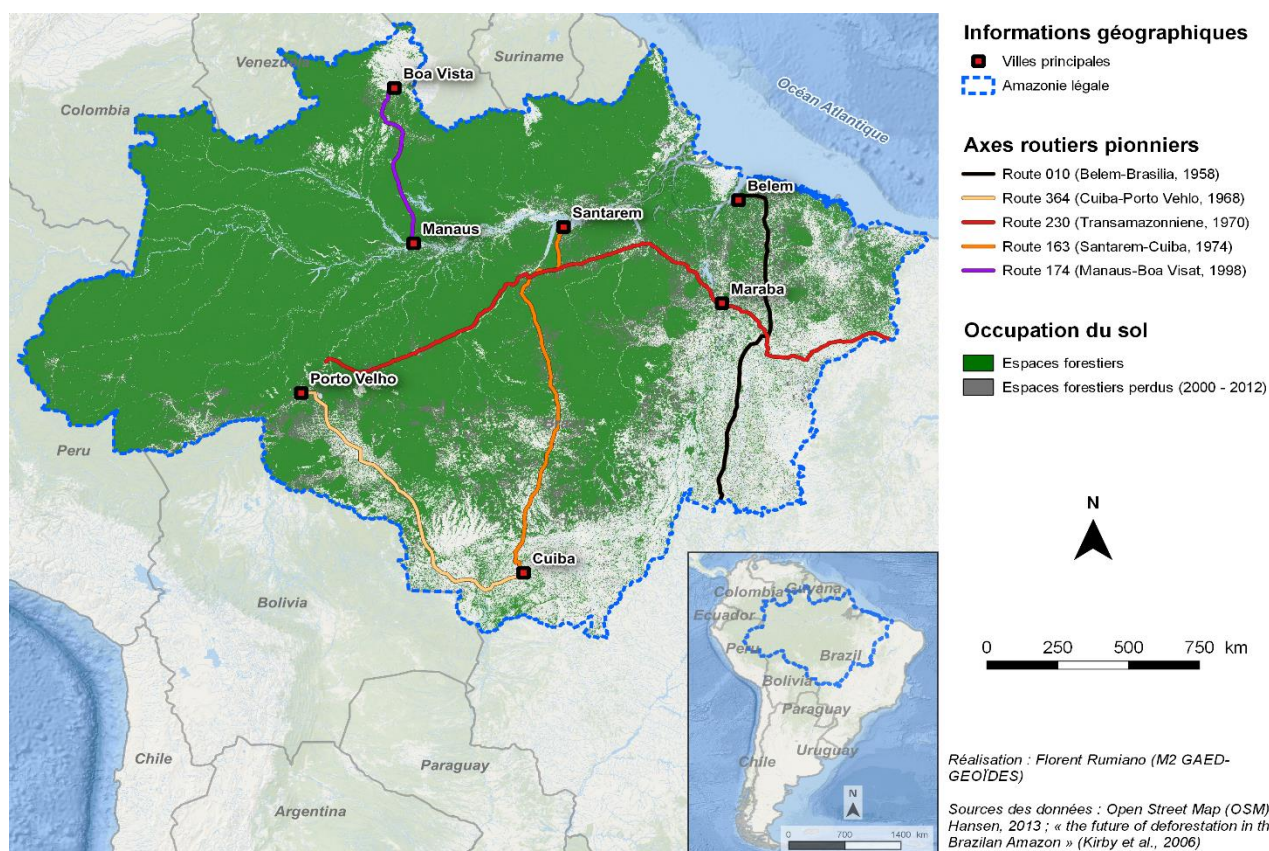 Venezuela
Suriname
Boa Vista
Colombia
Océan Atlantique
Belem
Santarem
Manaus
Maraba
Porto Velho
Peru
Cuiba
Bolivia
Chile
Paraguay
Argentina
Colombia
Guyana
Ecuador
Peru
Brazil
Bolivia
Paraguay
Uruguay
Chile
Argentina
N
0 700 1400 km
Informations géographiques
Villes principales
Amazonie légale
Axes routiers pionniers
Route 010 (Belem-Brasilia, 1958)
Route 364 (Cuiba-Porto Vehlo, 1968)
Route 230 (Transamazonniene, 1970)
Route 163 (Santarem-Cuiba, 1974)
Route 174 (Manaus-Boa Visat, 1998)
Occupation du sol
Espaces forestiers
Espaces forestiers perdus (2000 - 2012)
N
0 250 500 750 km
Réalisation : Florent Rumiano (M2 GAED-
GEOÏDES)
Sources des données : Open Street Map (OSM)
Hansen, 2013 ; « the future of deforestation in th
Brazilan Amazon » (Kirby et al., 2006)